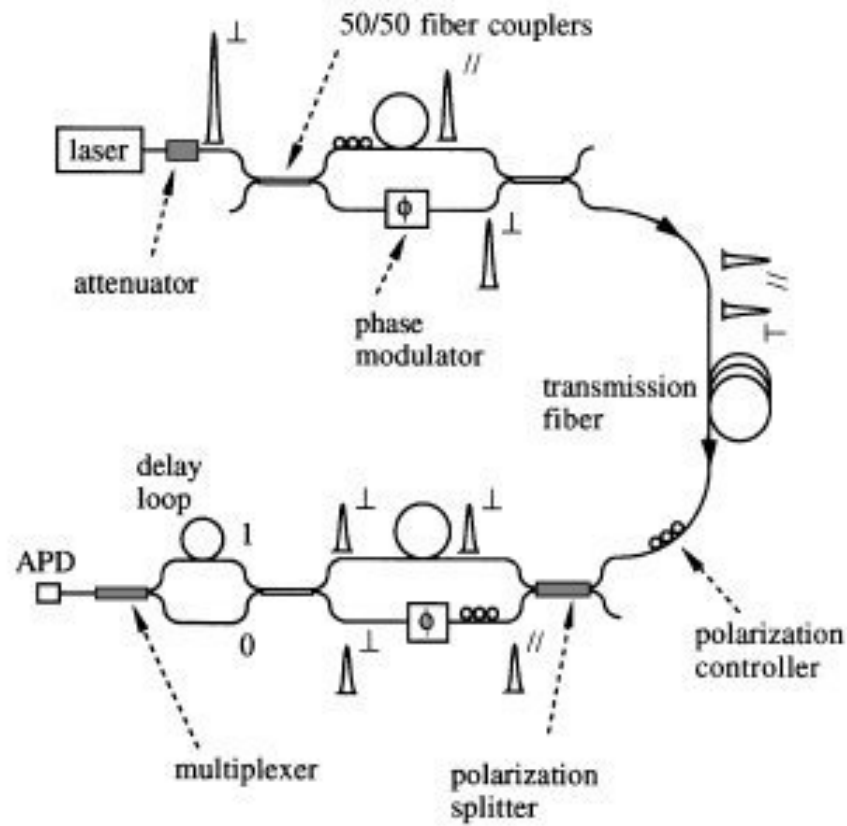 50/50 fiber couplers
⊥
//
laser
ϕ
⊥
attenuator
phase
modulator
//
⊥
transmission
fiber
delay
loop
1
⊥
⊥
APD
0
⊥
ϕ
//
polarization
controller
multiplexer
polarization
splitter